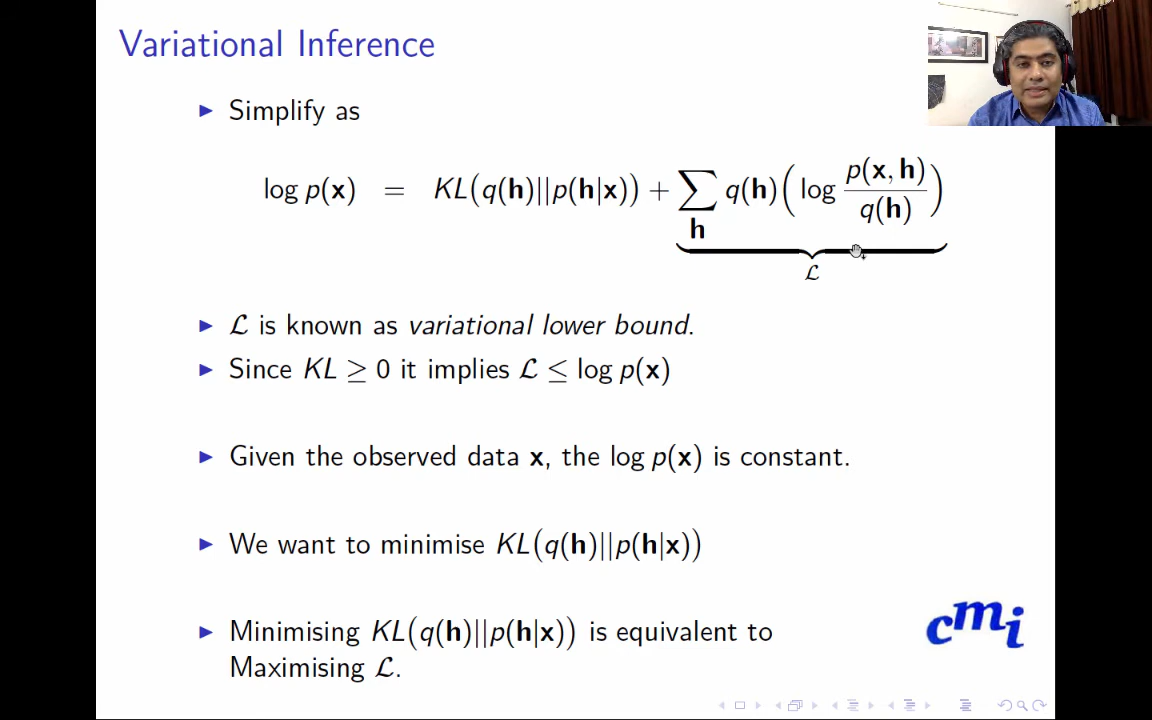 Variational Inference
▶ Simplify as
log p(x) = KL(q(h)||p(h|x)) + ∑_h q(h)(log p(x, h)/q(h))
ℒ
▶ ℒ is known as variational lower bound.
▶ Since KL ≥ 0 it implies ℒ ≤ log p(x)
▶ Given the observed data x, the log p(x) is constant.
▶ We want to minimise KL(q(h)||p(h|x))
▶ Minimising KL(q(h)||p(h|x)) is equivalent to
Maximising ℒ.
cmi